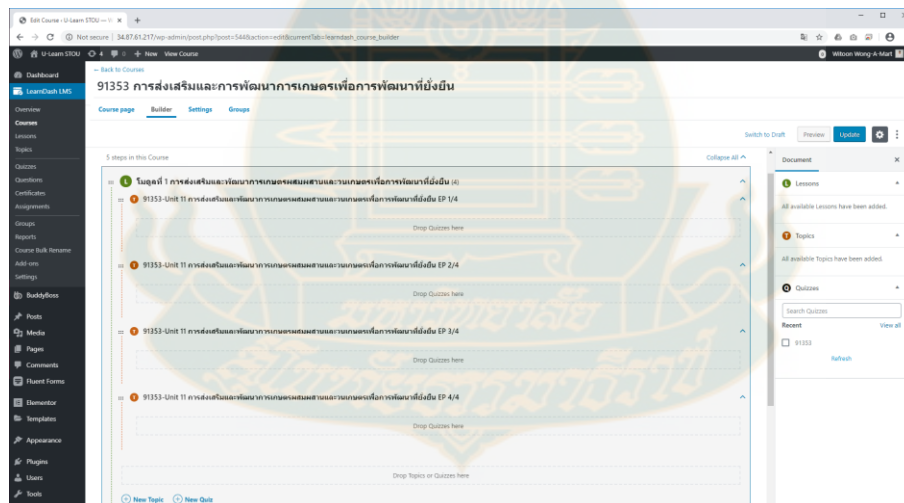 Edit Course ‹ U-Learn STOU — W
Not secure | 34.87.61.217/wp-admin/post.php?post=544&action=edit&currentTab=learndash_course_builder
U-Learn STOU 4 0 + New View Course
Witoon Wong-A-Mart
Dashboard
LearnDash LMS
Overview
Courses
Lessons
Topics
Quizzes
Questions
Certificates
Assignments
Groups
Reports
Course Bulk Rename
Add-ons
Settings
BuddyBoss
Posts
Media
Pages
Comments
Fluent Forms
Elementor
Templates
Appearance
Plugins
Users
Tools
← Back to Courses
91353 การส่งเสริมและการพัฒนาการเกษตรเพื่อการพัฒนาที่ยั่งยืน
Course page Builder Settings Groups
Switch to Draft Preview Update
5 steps in this Course Collapse All
L โมดูลที่ 1 การส่งเสริมและพัฒนาการเกษตรผสมผสานและวนเกษตรเพื่อการพัฒนาที่ยั่งยืน (4)
T 91353-Unit 11 การส่งเสริมและพัฒนาการเกษตรผสมผสานและวนเกษตรเพื่อการพัฒนาที่ยั่งยืน EP 1/4
Drop Quizzes here
T 91353-Unit 11 การส่งเสริมและพัฒนาการเกษตรผสมผสานและวนเกษตรเพื่อการพัฒนาที่ยั่งยืน EP 2/4
Drop Quizzes here
T 91353-Unit 11 การส่งเสริมและพัฒนาการเกษตรผสมผสานและวนเกษตรเพื่อการพัฒนาที่ยั่งยืน EP 3/4
Drop Quizzes here
T 91353-Unit 11 การส่งเสริมและพัฒนาการเกษตรผสมผสานและวนเกษตรเพื่อการพัฒนาที่ยั่งยืน EP 4/4
Drop Quizzes here
Drop Topics or Quizzes here
New Topic New Quiz
Document
L Lessons
All available Lessons have been added.
T Topics
All available Topics have been added.
Q Quizzes
Search Quizzes
Recent View all
91353
Refresh